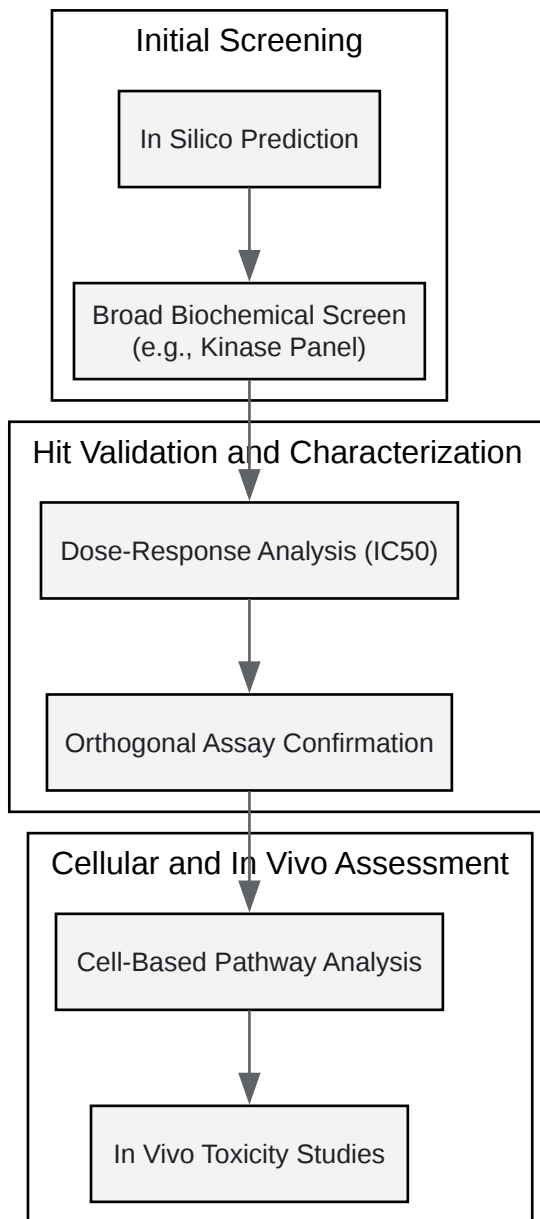 Initial Screening
In Silico Prediction
Broad Biochemical Screen
(e.g., Kinase Panel)
Hit Validation and Characterization
Dose-Response Analysis (IC50)
Orthogonal Assay Confirmation
Cellular and In Vivo Assessment
Cell-Based Pathway Analysis
In Vivo Toxicity Studies